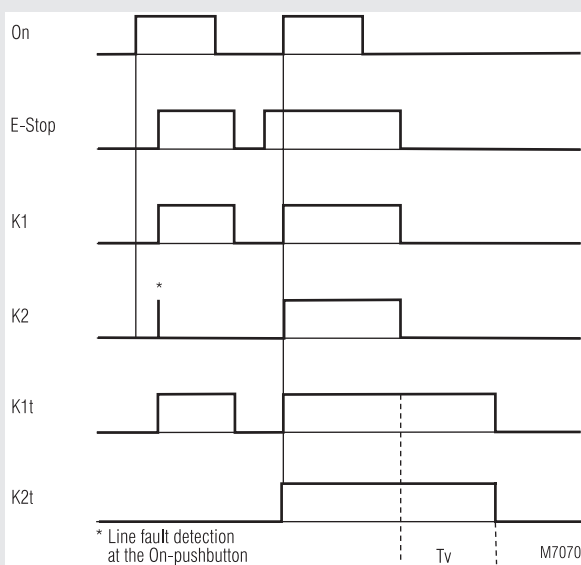 On
E-Stop
K1
*
K2
K1t
K2t
* Line fault detection
at the On-pushbutton
Tv
M7070